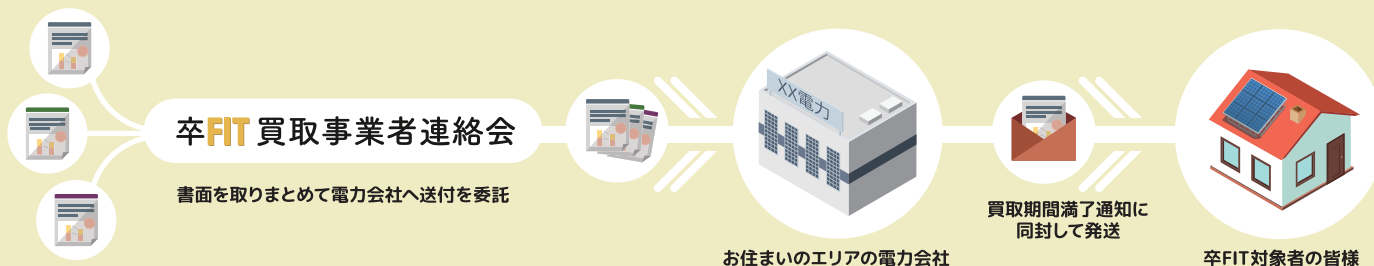 卒FIT買取事業者連絡会
書面を取りまとめて電力会社へ送付を委託
XX電力
お住まいのエリアの電力会社
買取期間満了通知に
同封して発送
卒FIT対象者の皆様